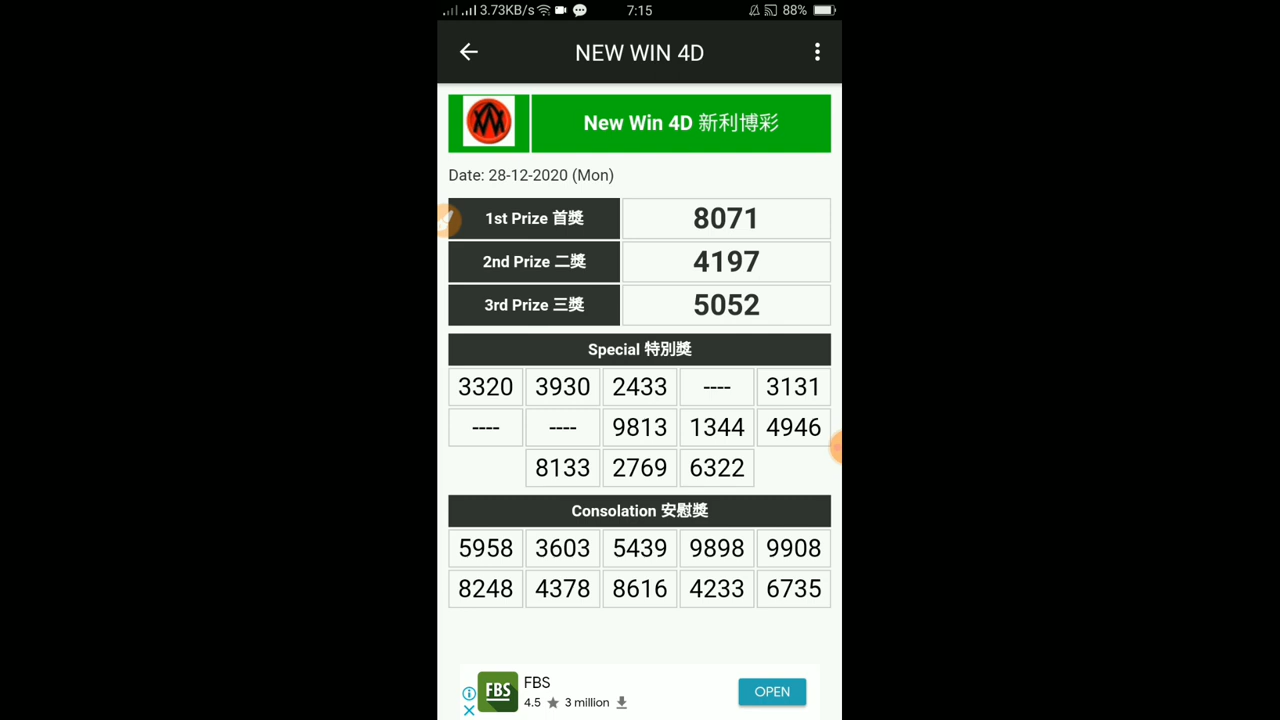 3.73KB/s 7:15 88%
NEW WIN 4D
New Win 4D 新利博彩
Date: 28-12-2020 (Mon)
1st Prize 首獎 8071
2nd Prize 二獎 4197
3rd Prize 三獎 5052
Special 特別獎
3320 3930 2433 ---- 3131
---- ---- 9813 1344 4946
8133 2769 6322
Consolation 安慰獎
5958 3603 5439 9898 9908
8248 4378 8616 4233 6735
FBS
FBS
4.5 ★ 3 million
OPEN